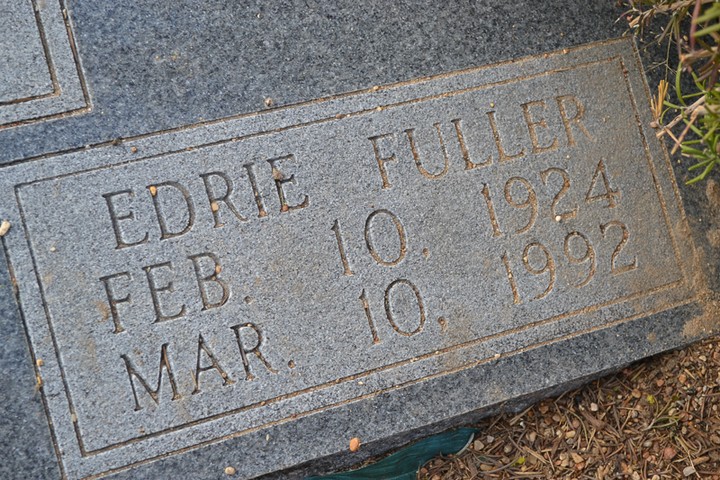 EDRIE FULLER
FEB. 10, 1924
MAR. 10, 1992